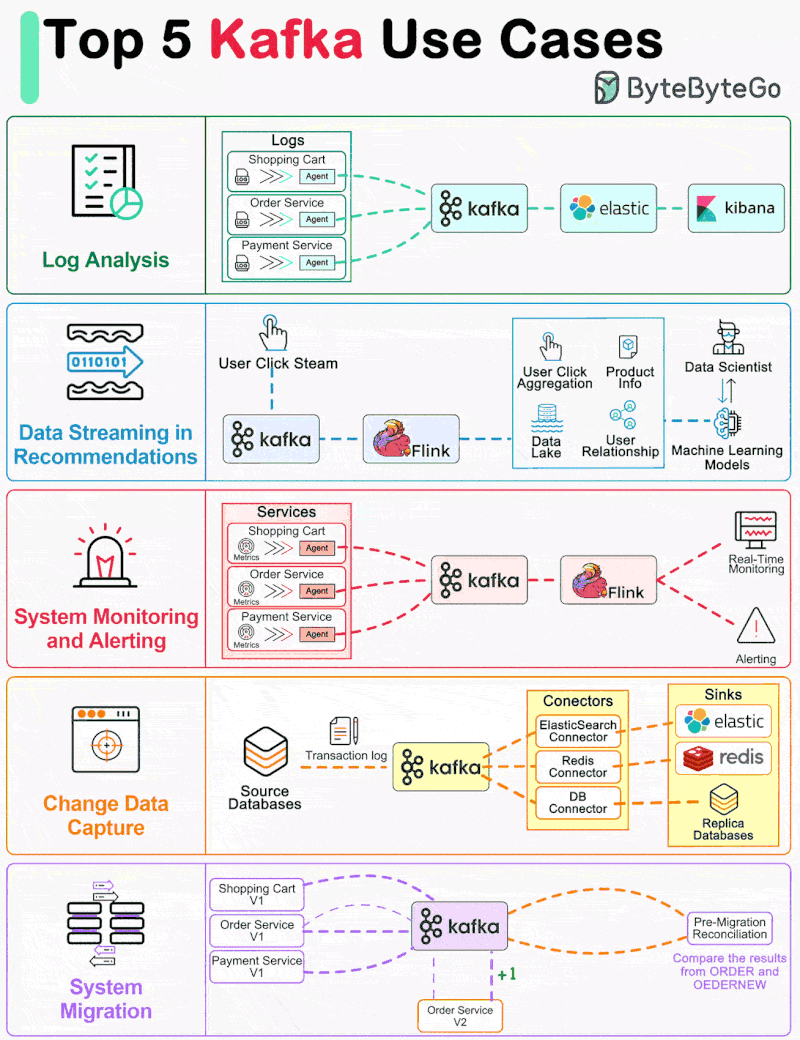 Top 5 Kafka Use Cases
ByteByteGo
Log Analysis
Logs
Shopping Cart
LOG
Agent
Order Service
LOG
Agent
Payment Service
LOG
Agent
kafka
elastic
kibana
Data Streaming in
Recommendations
0110101
User Click Steam
kafka
Flink
User Click
Aggregation
Product
Info
Data
Lake
User
Relationship
Data Scientist
Machine Learning
Models
System Monitoring
and Alerting
Services
Shopping Cart
Metrics
Agent
Order Service
Metrics
Agent
Payment Service
Metrics
Agent
kafka
Flink
Real-Time
Monitoring
Alerting
Change Data
Capture
Source
Databases
Transaction log
kafka
Conectors
ElasticSearch
Connector
Redis
Connector
DB
Connector
Sinks
elastic
redis
Replica
Databases
System
Migration
Shopping Cart
V1
Order Service
V1
Payment Service
V1
kafka
+1
Order Service
V2
Pre-Migration
Reconciliation
Compare the results
from ORDER and
OEDERNEW